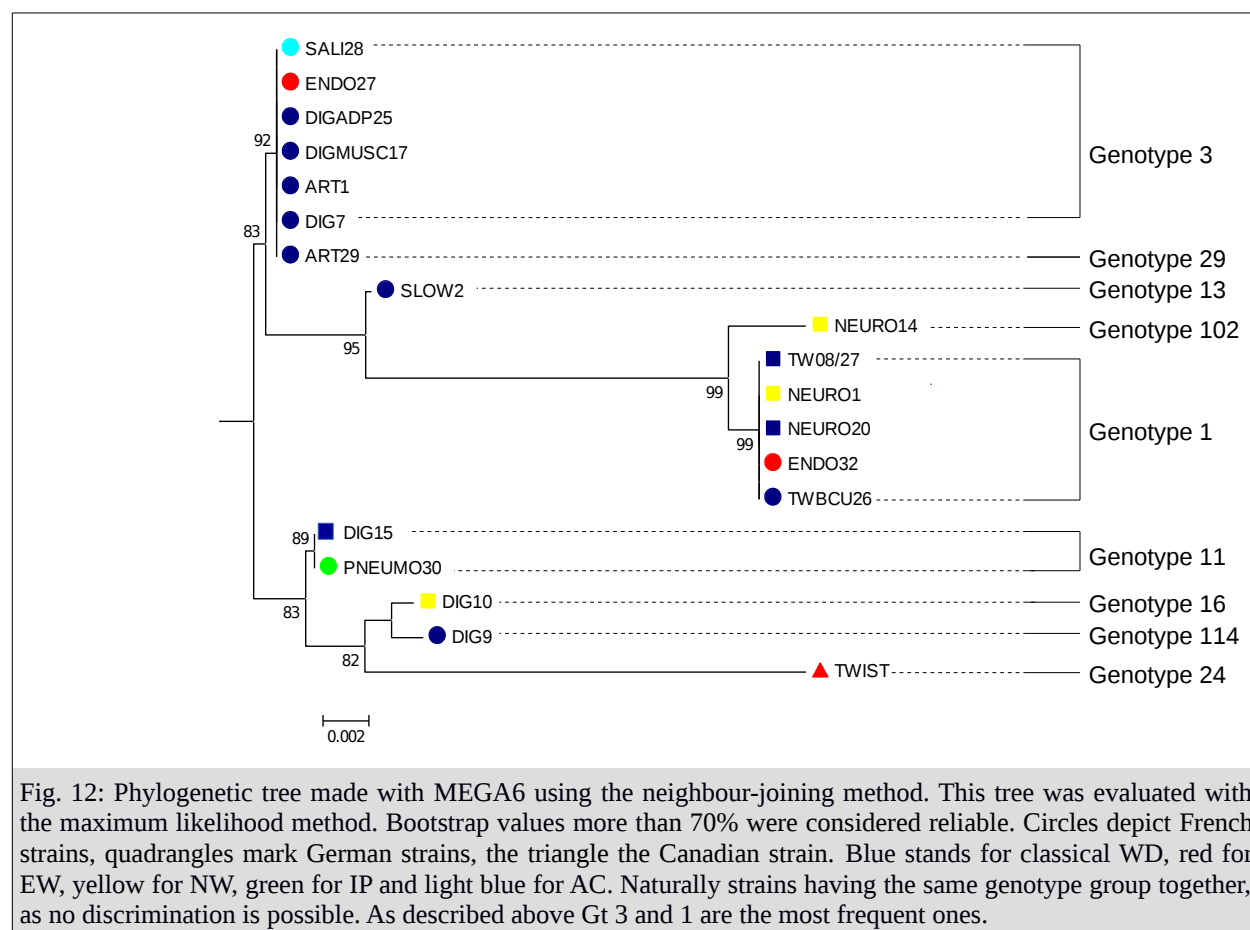 SALI28
ENDO27
DIGADP25
92
DIGMUSC17
Genotype 3
ART1
DIG7
83
ART29
Genotype 29
SLOW2
Genotype 13
NEURO14
Genotype 102
95
TW08/27
NEURO1
99
NEURO20
Genotype 1
99
ENDO32
TWBCU26
DIG15
89
Genotype 11
PNEUMO30
DIG10
Genotype 16
83
DIG9
Genotype 114
82
TWIST
Genotype 24
0.002
Fig. 12: Phylogenetic tree made with MEGA6 using the neighbour-joining method. This tree was evaluated with
the maximum likelihood method. Bootstrap values more than 70% were considered reliable. Circles depict French
strains, quadrangles mark German strains, the triangle the Canadian strain. Blue stands for classical WD, red for
EW, yellow for NW, green for IP and light blue for AC. Naturally strains having the same genotype group together,
as no discrimination is possible. As described above Gt 3 and 1 are the most frequent ones.